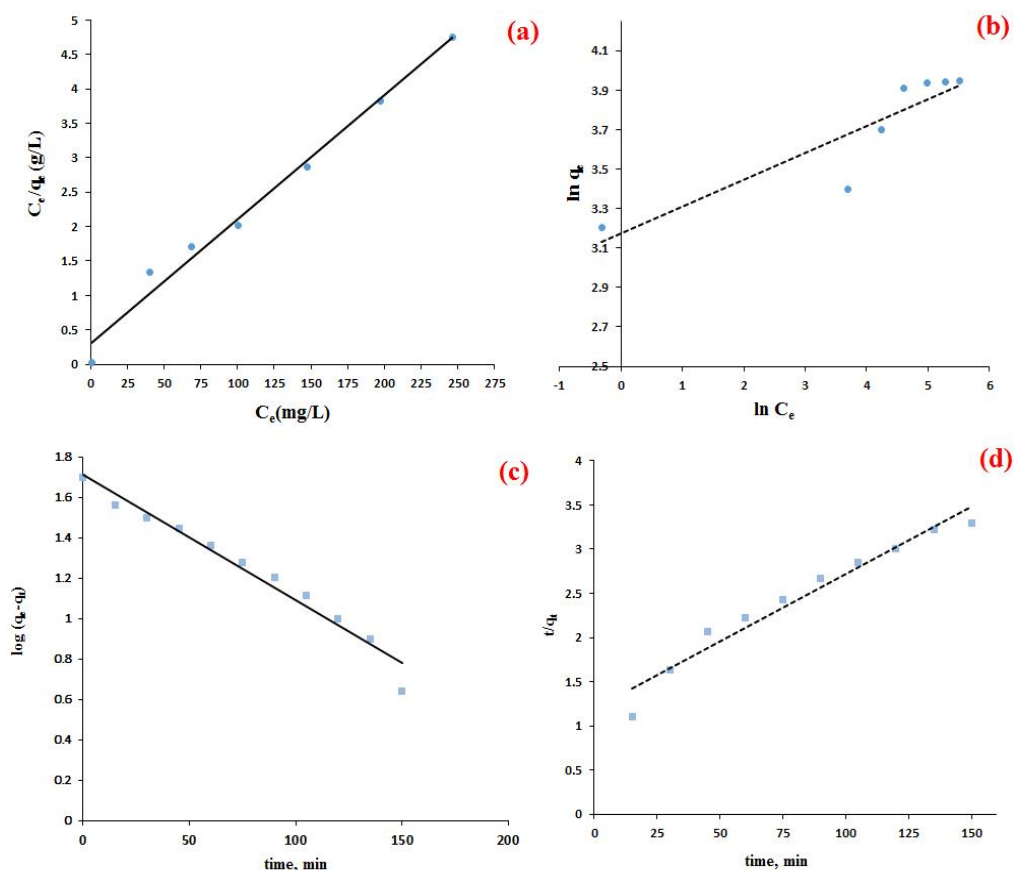 (a)
5
4.5
4
3.5
3
2.5
2
1.5
1
0.5
0
0 25 50 75 100 125 150 175 200 225 250 275
Ce/qe (g/L)
Ce(mg/L)
(b)
4.1
3.9
3.7
3.5
3.3
3.1
2.9
2.7
2.5
-1 0 1 2 3 4 5 6
ln qe
ln Ce
(c)
1.8
1.6
1.4
1.2
1
0.8
0.6
0.4
0.2
0
0 50 100 150 200
log (qe-qt)
time, min
(d)
4
3.5
3
2.5
2
1.5
1
0.5
0
0 25 50 75 100 125 150
t/qt
time, min